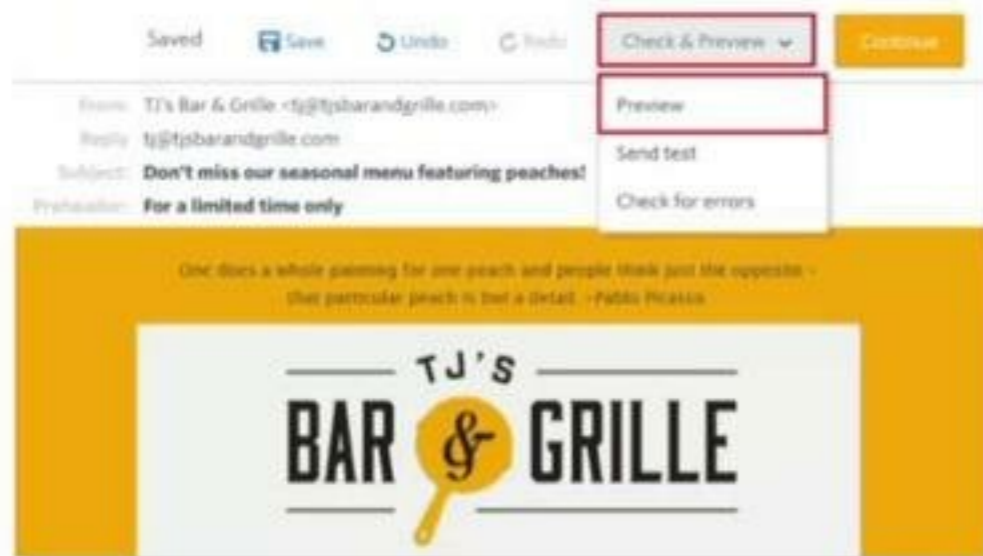 Saved Save Undo Redo Check & Preview Continue
Preview
Send test
Check for errors
From: TJ's Bar & Grille <tj@tjsbarandgrille.com>
Reply: tj@tjsbarandgrille.com
Subject: Don't miss our seasonal menu featuring peaches!
Preheader: For a limited time only
One does a whole painting for one peach and people think just the opposite -
that particular peach is but a detail. -Pablo Picasso
TJ'S
BAR & GRILLE